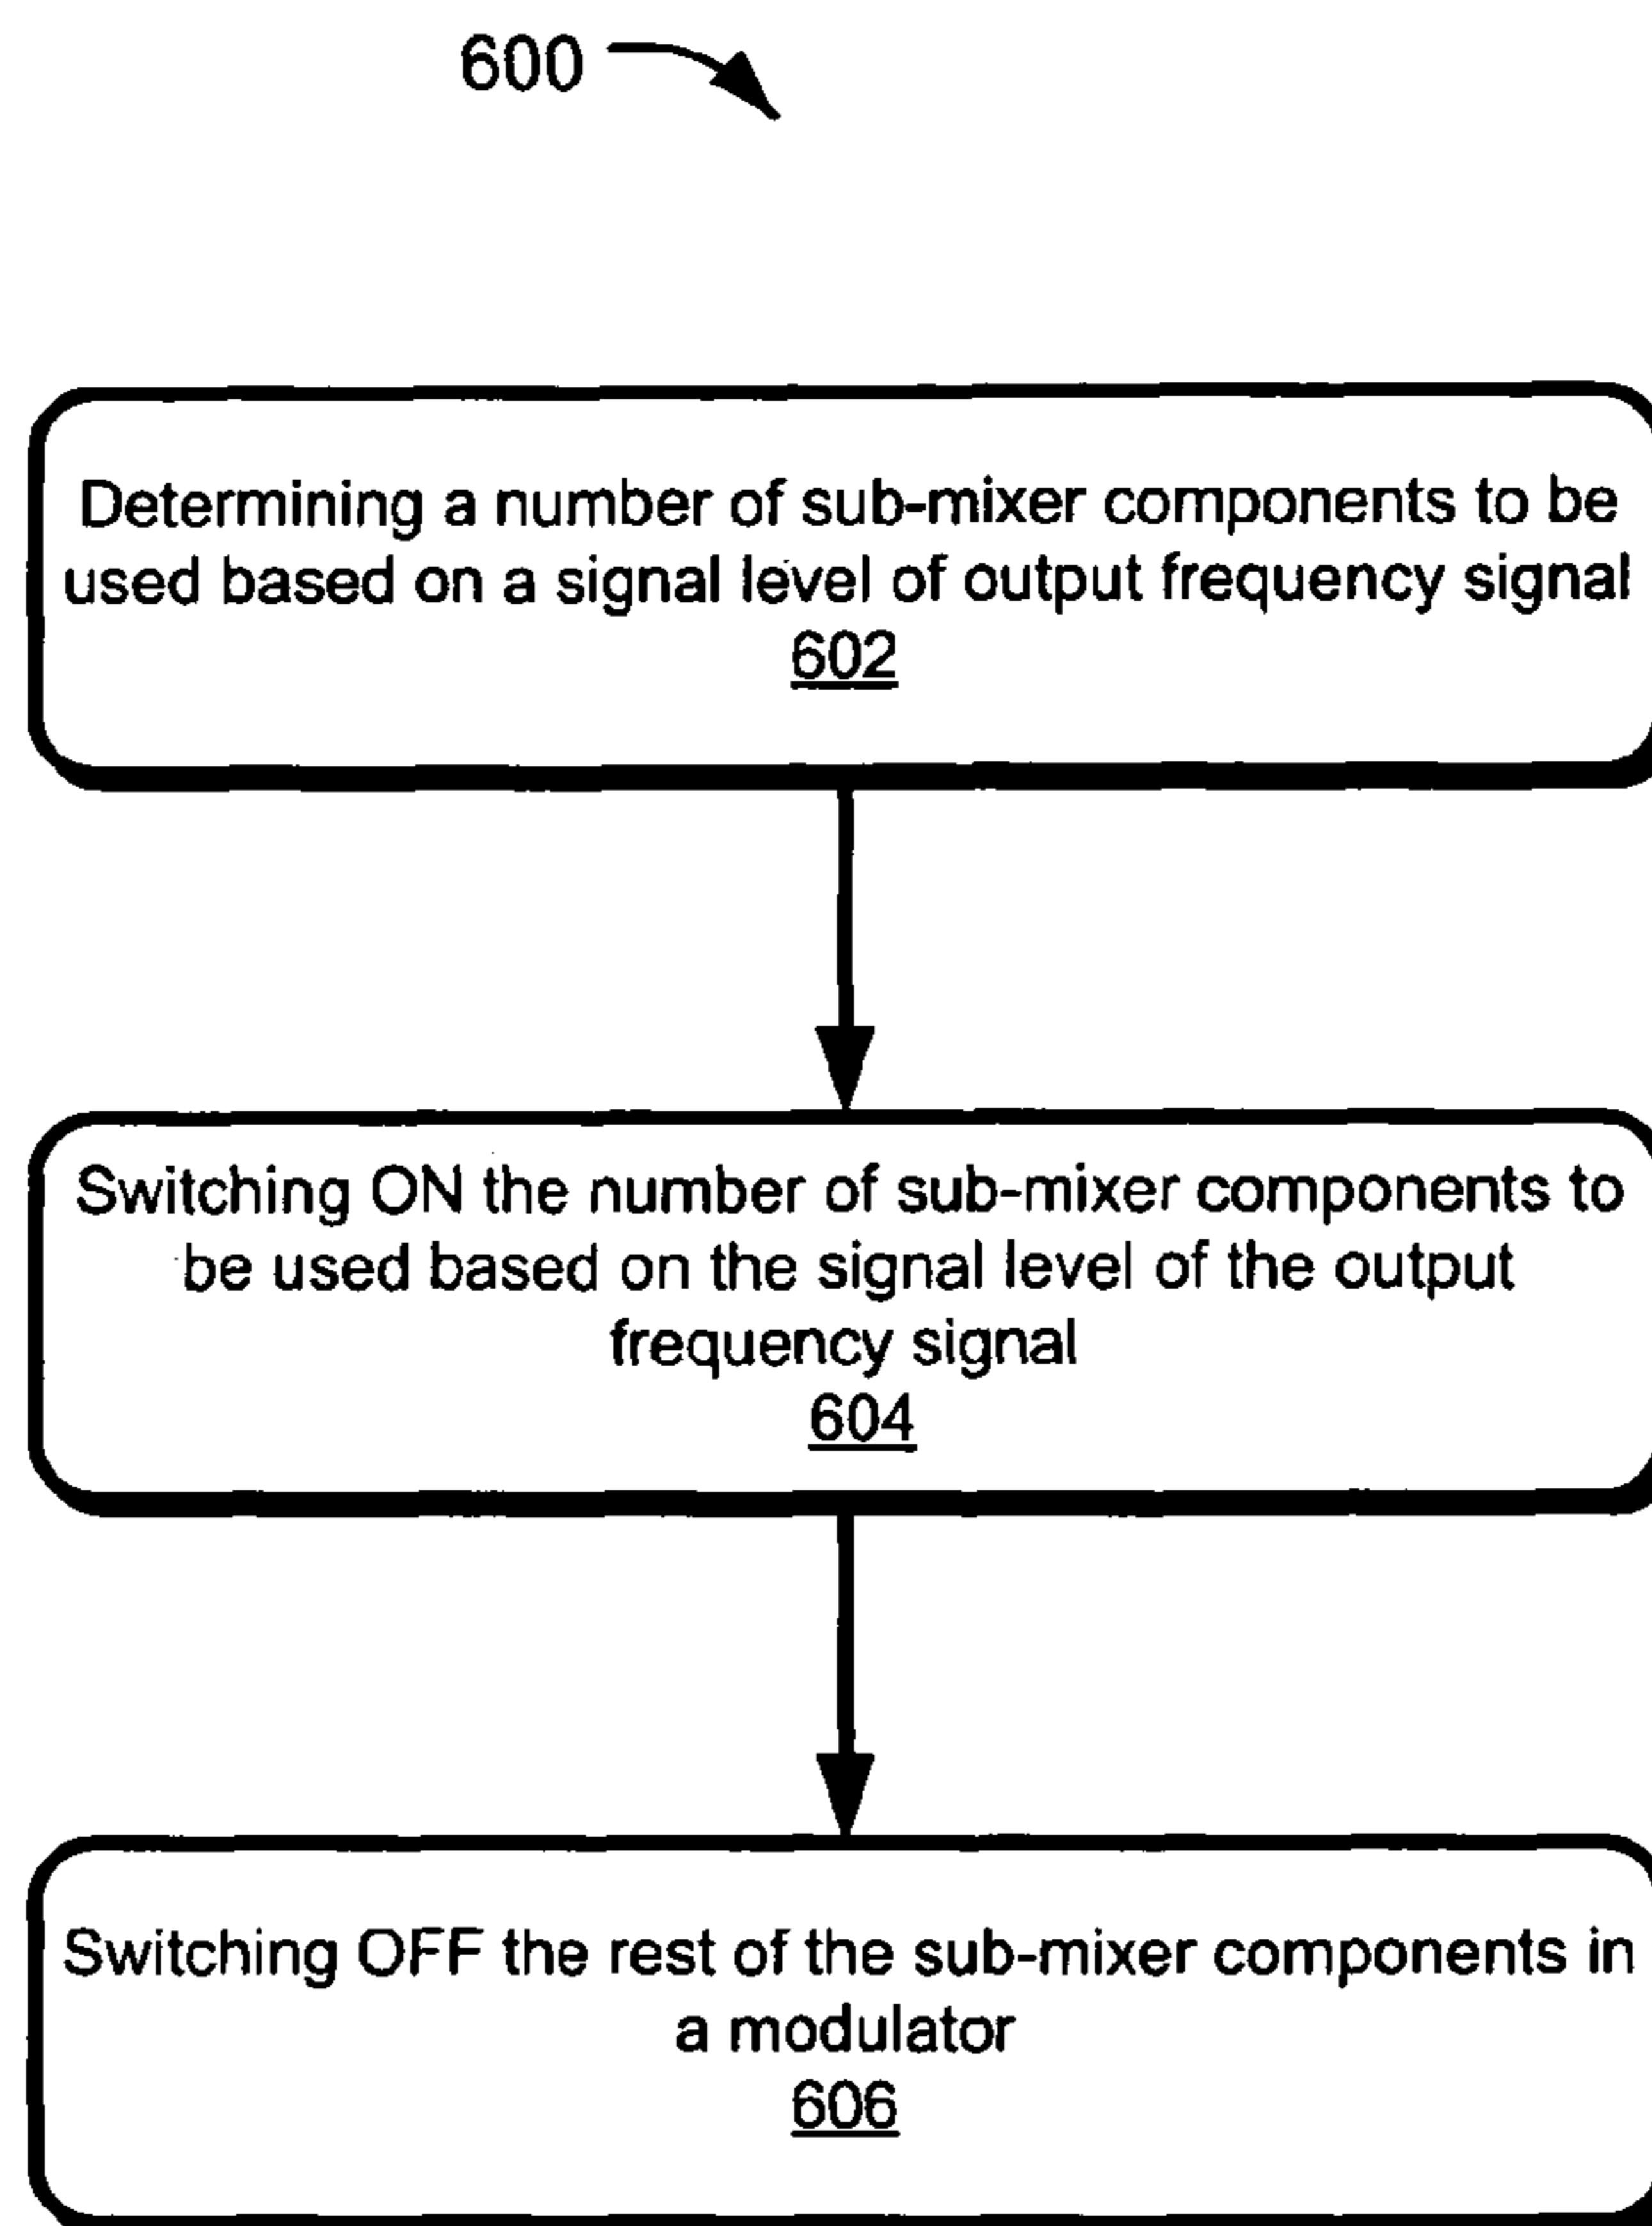 600
Determining a number of sub-mixer components to be
used based on a signal level of output frequency signal
602
Switching ON the number of sub-mixer components to
be used based on the signal level of the output
frequency signal
604
Switching OFF the rest of the sub-mixer components in
a modulator
606